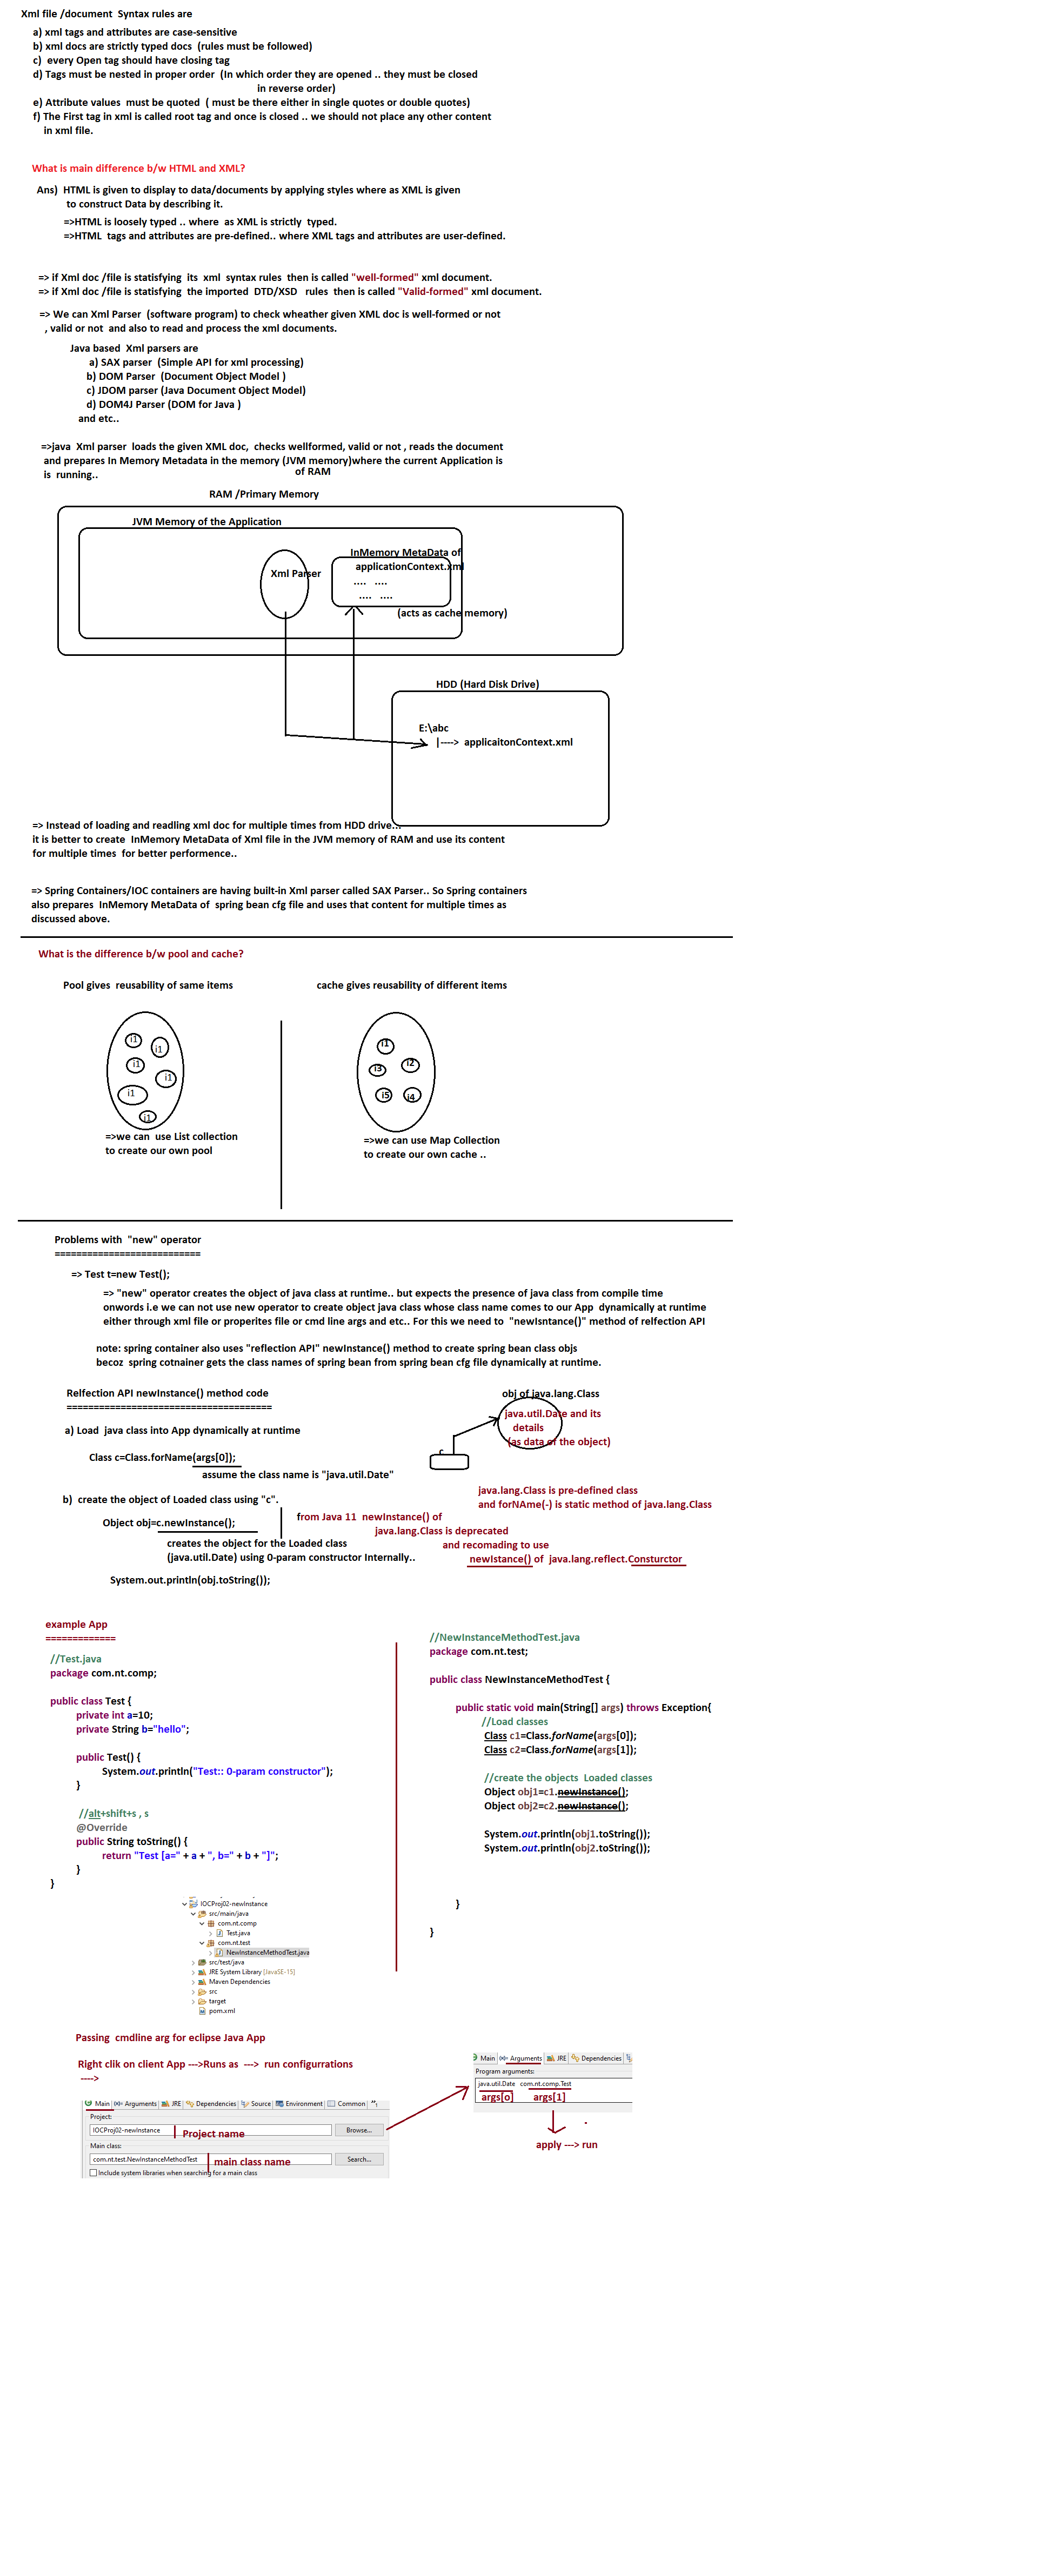 Xml file /document  Syntax rules are
a) xml tags and attributes are case-sensitive
b) xml docs are strictly typed docs  (rules must be followed)
c)  every Open tag should have closing tag
d) Tags must be nested in proper order  (In which order they are opened .. they must be closed
in reverse order)
e) Attribute values  must be quoted  ( must be there either in single quotes or double quotes)
f) The First tag in xml is called root tag and once is closed .. we should not place any other content
in xml file.
What is main difference b/w HTML and XML?
Ans)  HTML is given to display to data/documents by applying styles where as XML is given
to construct Data by describing it.
=>HTML is loosely typed .. where  as XML is strictly  typed.
=>HTML  tags and attributes are pre-defined.. where XML tags and attributes are user-defined.
=> if Xml doc /file is statisfying  its  xml  syntax rules  then is called "well-formed" xml document.
=> if Xml doc /file is statisfying  the imported  DTD/XSD   rules  then is called "Valid-formed" xml document.
=> We can Xml Parser  (software program) to check wheather given XML doc is well-formed or not
, valid or not  and also to read and process the xml documents.
Java based  Xml parsers are
a) SAX parser  (Simple API for xml processing)
b) DOM Parser  (Document Object Model )
c) JDOM parser (Java Document Object Model)
d) DOM4J Parser (DOM for Java )
and etc..
=>java  Xml parser  loads the given XML doc,  checks wellformed, valid or not , reads the document
and prepares In Memory Metadata in the memory (JVM memory)where the current Application is
of RAM
is  running..
RAM /Primary Memory
JVM Memory of the Application
InMemory MetaData of
applicationContext.xml
Xml Parser
....   ....
....   ....
(acts as cache memory)
HDD (Hard Disk Drive)
E:\abc
|---->  applicaitonContext.xml
=> Instead of loading and readling xml doc for multiple times from HDD drive...
it is better to create  InMemory MetaData of Xml file in the JVM memory of RAM and use its content
for multiple times  for better performence..
=> Spring Containers/IOC containers are having built-in Xml parser called SAX Parser.. So Spring containers
also prepares  InMemory MetaData of  spring bean cfg file and uses that content for multiple times as
discussed above.
What is the difference b/w pool and cache?
Pool gives  reusability of same items
cache gives reusability of different items
i1
i1
i1
i1
i1
i1
i1
i2
i3
i5
i4
=>we can  use List collection
to create our own pool
=>we can use Map Collection
to create our own cache ..
Problems with  "new" operator
===========================
=> Test t=new Test();
=> "new" operator creates the object of java class at runtime.. but expects the presence of java class from compile time
onwords i.e we can not use new operator to create object java class whose class name comes to our App  dynamically at runtime
either through xml file or properites file or cmd line args and etc.. For this we need to  "newIsntance()" method of relfection API
note: spring container also uses "reflection API" newInstance() method to create spring bean class objs
becoz  spring cotnainer gets the class names of spring bean from spring bean cfg file dynamically at runtime.
Relfection API newInstance() method code
======================================
a) Load  java class into App dynamically at runtime
Class c=Class.forName(args[0]);
assume the class name is "java.util.Date"
obj of java.lang.Class
java.util.Date and its
details
(as data of the object)
c
java.lang.Class is pre-defined class
and forNAme(-) is static method of java.lang.Class
b)  create the object of Loaded class using "c".
Object obj=c.newInstance();
creates the object for the Loaded class
(java.util.Date) using 0-param constructor Internally..
from Java 11  newInstance() of
java.lang.Class is deprecated
and recomading to use
newIstance() of  java.lang.reflect.Consturctor
System.out.println(obj.toString());
example App
=============
//Test.java
package com.nt.comp;
public class Test {
private int a=10;
private String b="hello";
public Test() {
System.out.println("Test:: 0-param constructor");
}
//alt+shift+s , s
@Override
public String toString() {
return "Test [a=" + a + ", b=" + b + "]";
}
}
//NewInstanceMethodTest.java
package com.nt.test;
public class NewInstanceMethodTest {
public static void main(String[] args) throws Exception{
//Load classes
Class c1=Class.forName(args[0]);
Class c2=Class.forName(args[1]);
//create the objects  Loaded classes
Object obj1=c1.newInstance();
Object obj2=c2.newInstance();
System.out.println(obj1.toString());
System.out.println(obj2.toString());
}
}
IOCProj02-newInstance
src/main/java
com.nt.comp
Test.java
com.nt.test
NewInstanceMethodTest.java
src/test/java
JRE System Library [JavaSE-15]
Maven Dependencies
src
target
pom.xml
Passing  cmdline arg for eclipse Java App
Right clik on client App --->Runs as  --->  run configurrations
---->
Main  (x)= Arguments  JRE  Dependencies  Source  Environment  Common
Project:
IOCProj02-newInstance  Project name  Browse...
Main class:
com.nt.test.NewInstanceMethodTest  main class name  Search...
Include system libraries when searching for a main class
Main  (x)= Arguments  JRE  Dependencies
Program arguments:
java.util.Date  com.nt.comp.Test
args[o]  args[1]
apply ---> run